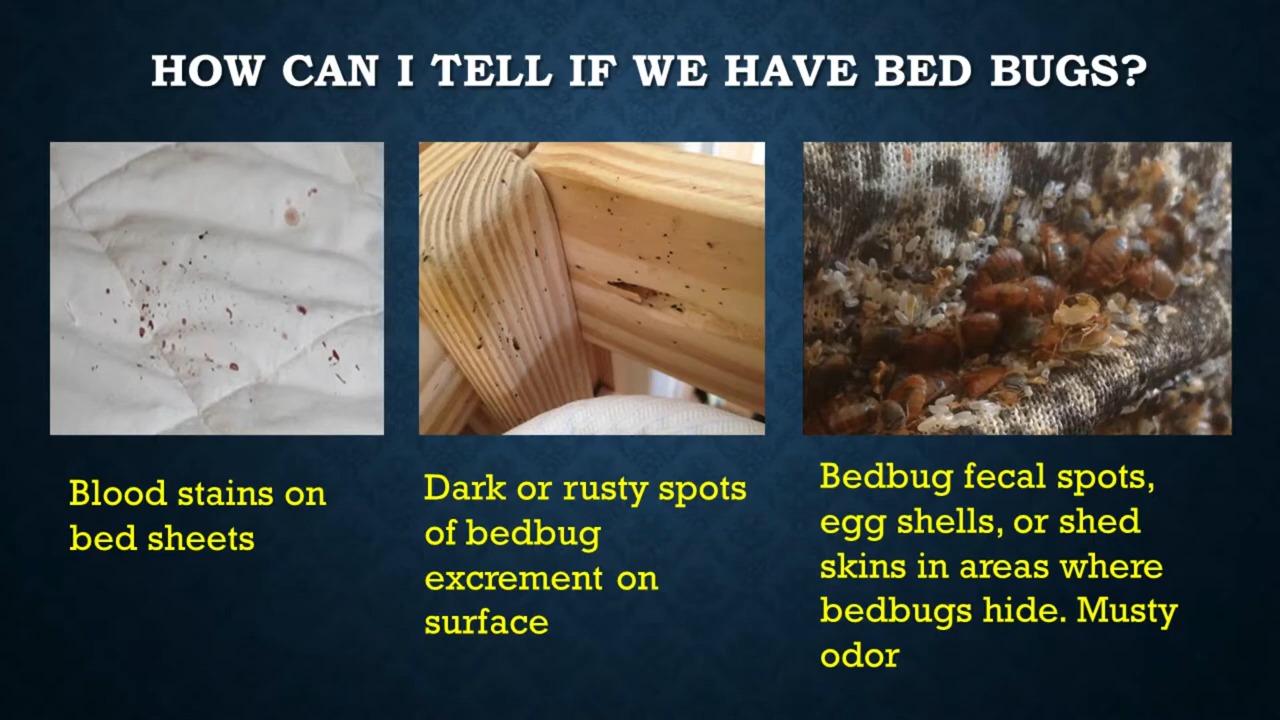 HOW CAN I TELL IF WE HAVE BED BUGS?
Blood stains on
bed sheets
Dark or rusty spots
of bedbug
excrement on
surface
Bedbug fecal spots,
egg shells, or shed
skins in areas where
bedbugs hide. Musty
odor